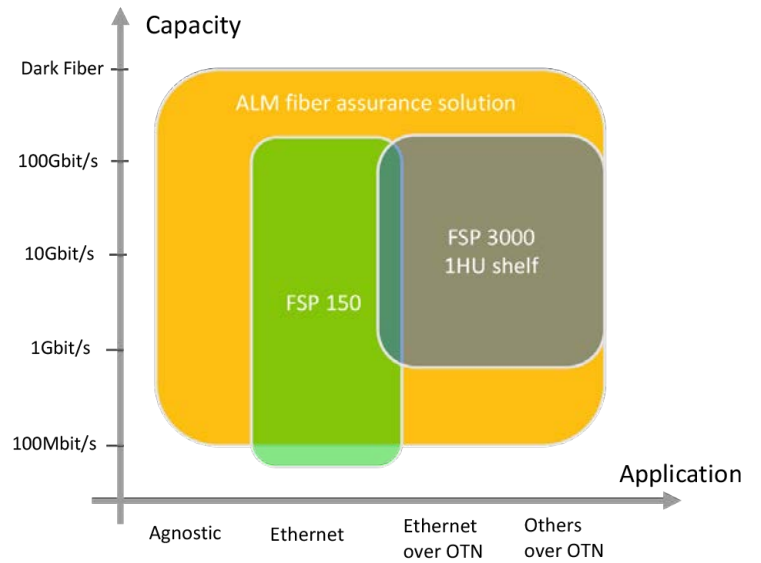 Capacity
Dark Fiber
ALM fiber assurance solution
100Gbit/s
FSP 3000
1HU shelf
10Gbit/s
FSP 150
1Gbit/s
100Mbit/s
Application
Agnostic
Ethernet
Ethernet
over OTN
Others
over OTN